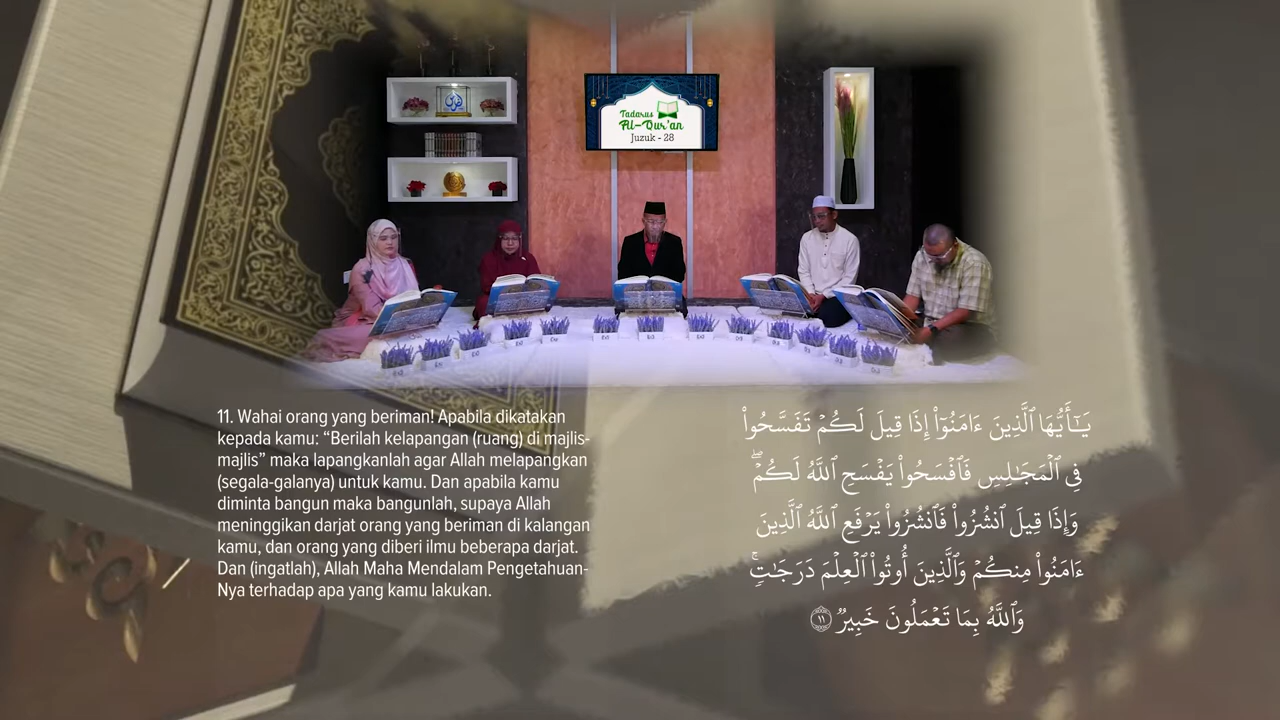 Tadarus
Al-Qur'an
Juzuk - 28
11. Wahai orang yang beriman! Apabila dikatakan
kepada kamu: “Berilah kelapangan (ruang) di majlis-
majlis” maka lapangkanlah agar Allah melapangkan
(segala-galanya) untuk kamu. Dan apabila kamu
diminta bangun maka bangunlah, supaya Allah
meninggikan darjat orang yang beriman di kalangan
kamu, dan orang yang diberi ilmu beberapa darjat.
Dan (ingatlah), Allah Maha Mendalam Pengetahuan-
Nya terhadap apa yang kamu lakukan.
يَـٰٓأَيُّهَا ٱلَّذِينَ ءَامَنُوٓا۟ إِذَا قِيلَ لَكُمْ تَفَسَّحُوا۟
فِى ٱلْمَجَـٰلِسِ فَٱفْسَحُوا۟ يَفْسَحِ ٱللَّهُ لَكُمْ ۖ
وَإِذَا قِيلَ ٱنشُزُوا۟ فَٱنشُزُوا۟ يَرْفَعِ ٱللَّهُ ٱلَّذِينَ
ءَامَنُوا۟ مِنكُمْ وَٱلَّذِينَ أُوتُوا۟ ٱلْعِلْمَ دَرَجَـٰتٍ ۚ
وَٱللَّهُ بِمَا تَعْمَلُونَ خَبِيرٌ ١١